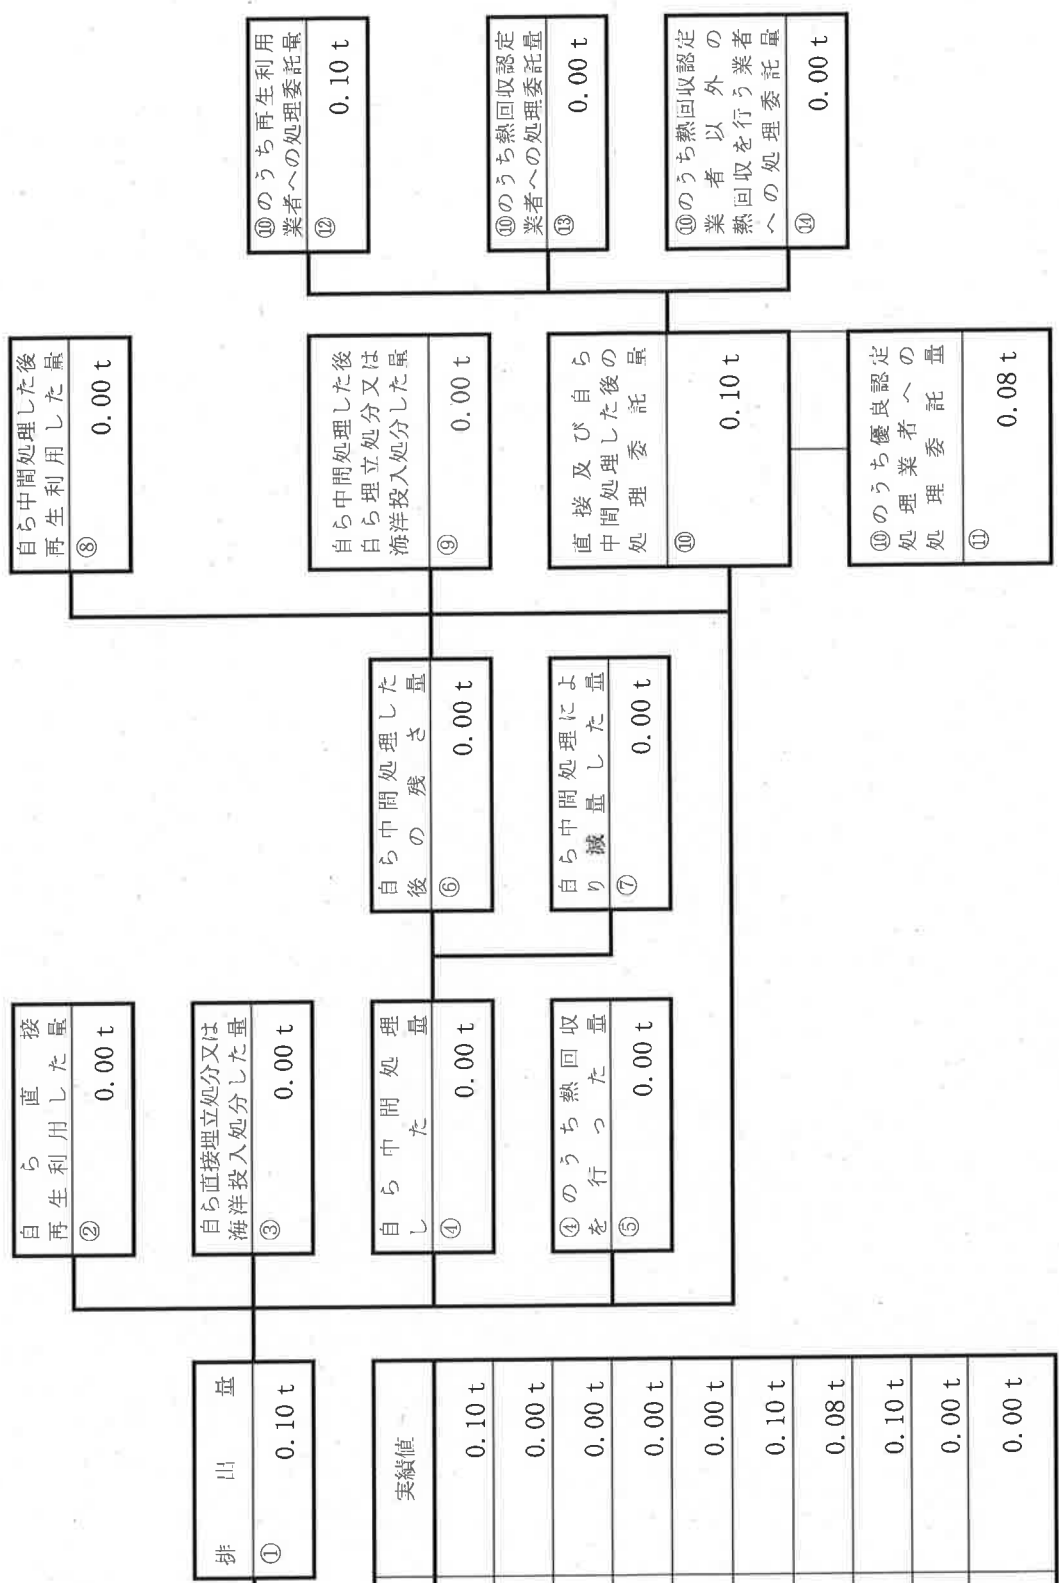 排出量
① 0.10 t
実績値
0.10 t
0.00 t
0.00 t
0.00 t
0.00 t
0.10 t
0.08 t
0.10 t
0.00 t
0.00 t
自ら直接
再生利用した量
② 0.00 t
自ら直接埋立処分又は
海洋投入処分した量
③ 0.00 t
自ら中間処理
した量
④ 0.00 t
④のうち熱回収
を行った量
⑤ 0.00 t
自ら中間処理した
後の残さ量
⑥ 0.00 t
自ら中間処理によ
り減量した量
⑦ 0.00 t
自ら中間処理した後
再生利用した量
⑧ 0.00 t
自ら中間処理した後
自ら埋立処分又は
海洋投入処分した量
⑨ 0.00 t
直接及び自ら
中間処理した後の
処理委託量
⑩ 0.10 t
⑩のうち優良認定
処理業者への
処理委託量
⑪ 0.08 t
⑩のうち再生利用
業者への処理委託量
⑫ 0.10 t
⑩のうち熱回収認定
業者への処理委託量
⑬ 0.00 t
⑩のうち熱回収認定
業者以外の
熱回収を行う業者
への処理委託量
⑭ 0.00 t